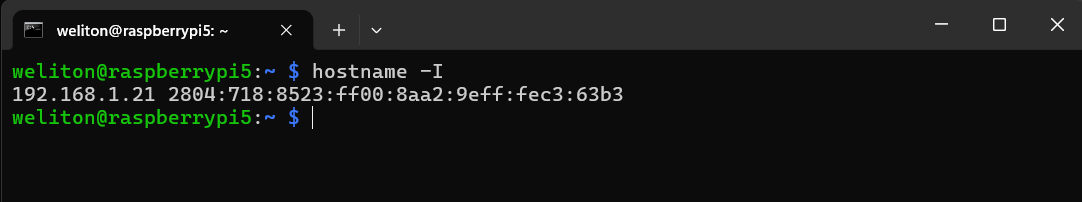 weliton@raspberrypi5: ~
weliton@raspberrypi5:~ $ hostname -I
192.168.1.21 2804:718:8523:ff00:8aa2:9eff:fec3:63b3
weliton@raspberrypi5:~ $